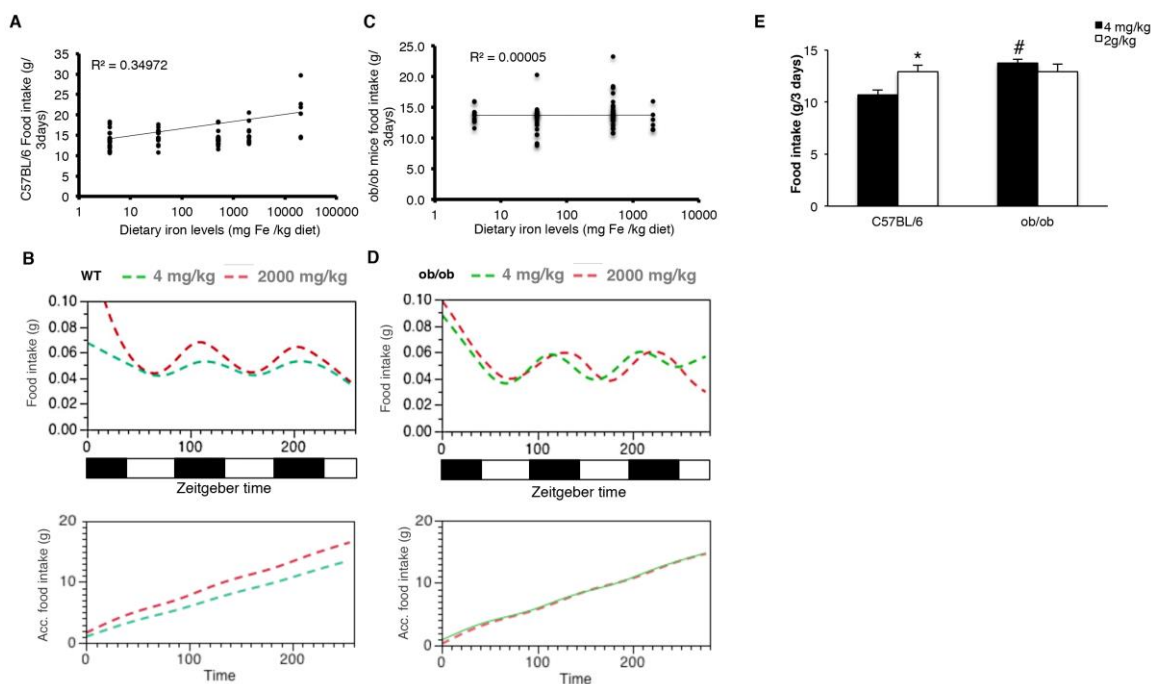 A
C57BL/6 Food intake (g/
3days)
R² = 0.34972
35
30
25
20
15
10
5
0
1 10 100 1000 10000 100000
Dietary iron levels (mg Fe /kg diet)
C
ob/ob mice food intake (g/
3days)
R² = 0.00005
25.0
20.0
15.0
10.0
5.0
0.0
1 10 100 1000 10000
Dietary iron levels (mg Fe /kg diet)
E
4 mg/kg
2g/kg
Food intake (g/3 days)
15
10
5
0
*
#
C57BL/6 ob/ob
B
WT 4 mg/kg 2000 mg/kg
Food intake (g)
0.10
0.08
0.06
0.04
0.02
0.00
0 100 200
Zeitgeber time
Acc. food intake (g)
20
10
0
0 100 200
Time
D
ob/ob 4 mg/kg 2000 mg/kg
Food intake (g)
0.10
0.08
0.06
0.04
0.02
0.00
0 100 200
Zeitgeber time
Acc. food intake (g)
20
10
0
0 100 200
Time